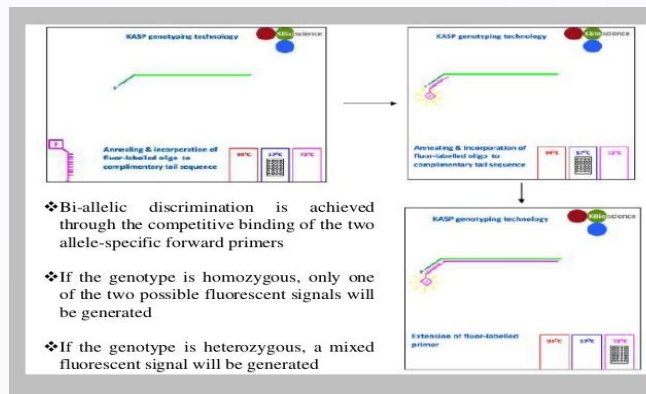 KASP genotyping technology
KBioscience
Annealing & incorporation of
fluor-labelled oligo to
complimentary tail sequence
94°C 57°C 72°C
KASP genotyping technology
KBioscience
Annealing & incorporation of
fluor-labelled oligo to
complimentary tail sequence
94°C 57°C 72°C
❖Bi-allelic discrimination is achieved
through the competitive binding of the two
allele-specific forward primers
❖If the genotype is homozygous, only one
of the two possible fluorescent signals will
be generated
❖If the genotype is heterozygous, a mixed
fluorescent signal will be generated
KASP genotyping technology
KBioscience
Extension of fluor-labelled
primer
94°C 57°C 72°C